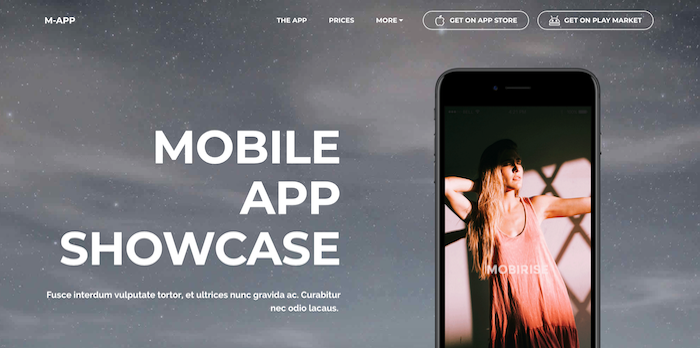 M-APP
THE APP PRICES MORE GET ON APP STORE GET ON PLAY MARKET
MOBILE
APP
SHOWCASE
Fusce interdum vulputate tortor, et ultrices nunc gravida ac. Curabitur
nec odio lacaus.
MOBIRISE